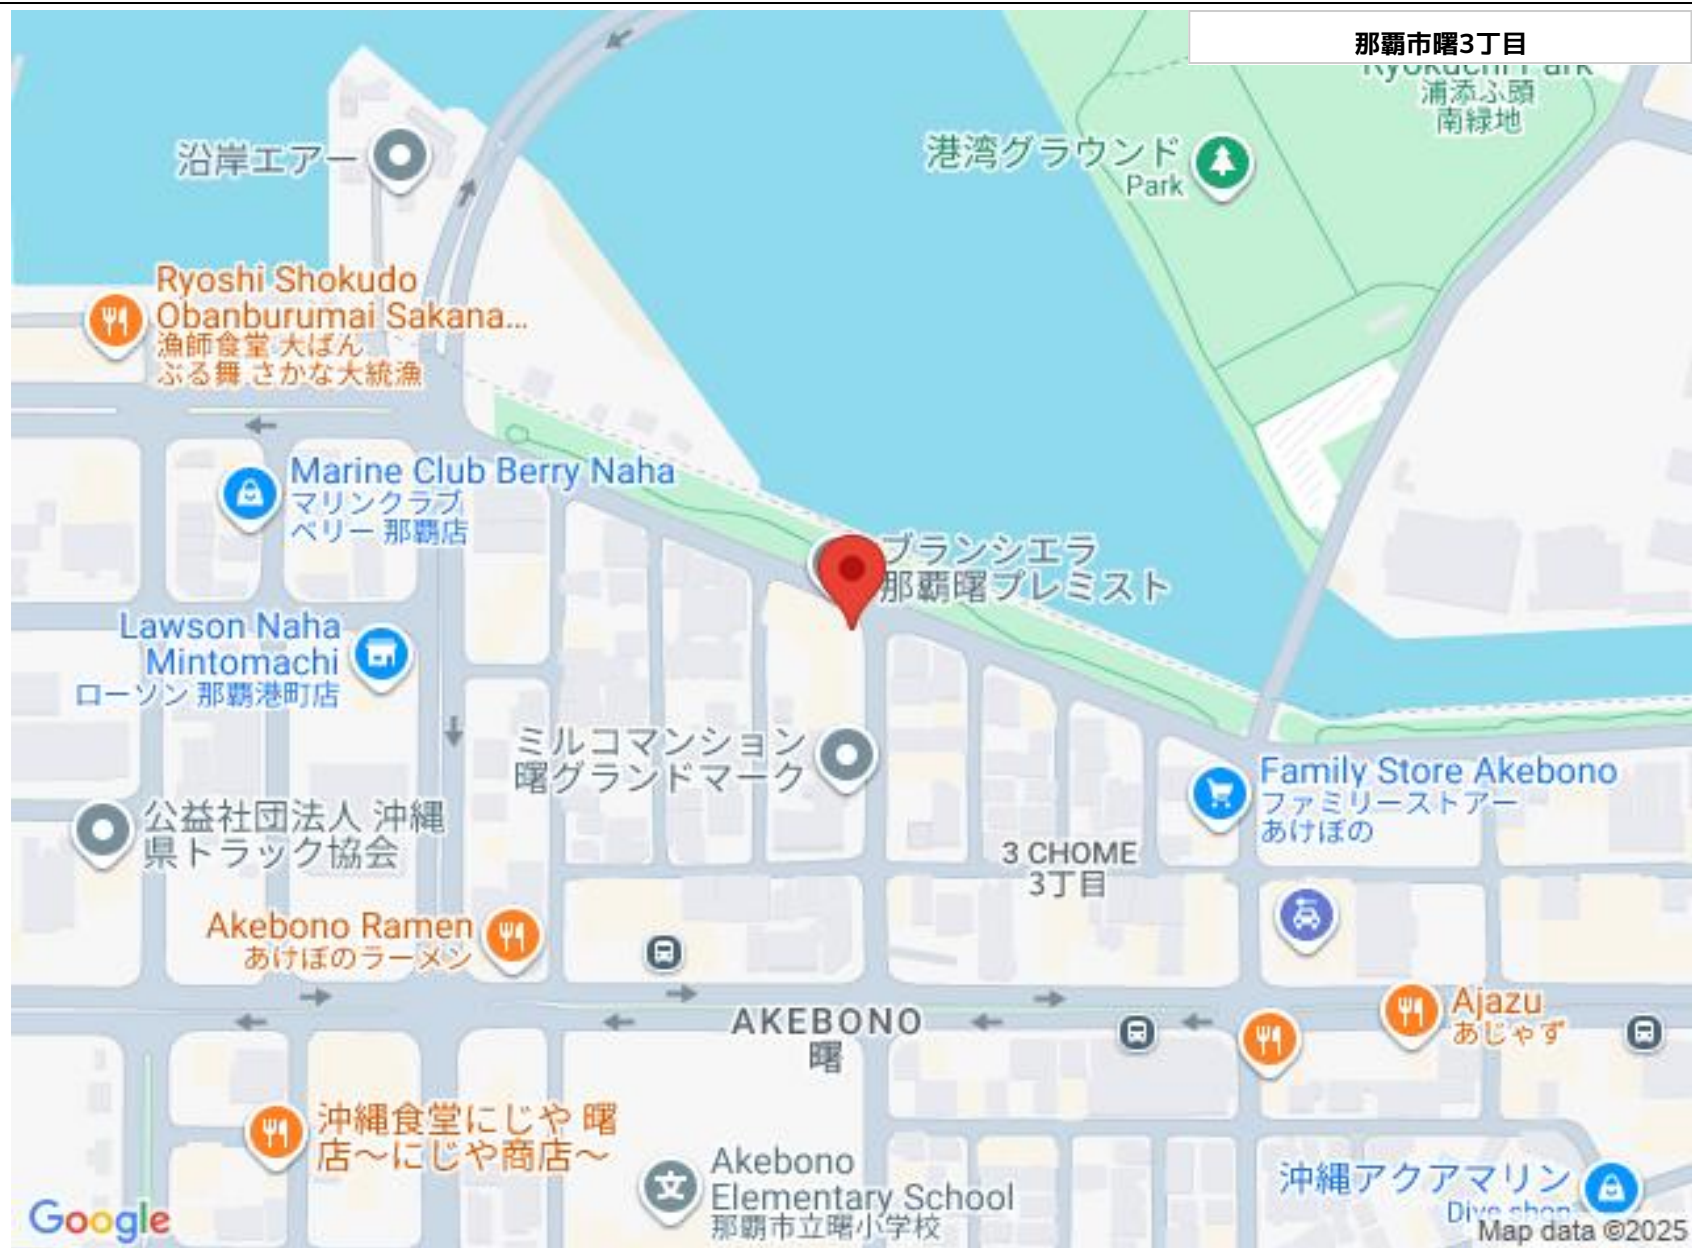 那覇市曙3丁目
Ryokuchi Park
浦添ふ頭
南緑地
港湾グラウンド
Park
沿岸エアー
Ryoshi Shokudo
Obanburumai Sakana...
漁師食堂 大ばん
ぶる舞 さかな大統漁
Marine Club Berry Naha
マリンクラブ
ベリー 那覇店
ブランシエラ
那覇曙プレミスト
Lawson Naha
Mintomachi
ローソン 那覇港町店
ミルコマンション
曙グランドマーク
Family Store Akebono
ファミリーストアー
あけぼの
公益社団法人 沖縄
県トラック協会
3 CHOME
3丁目
Akebono Ramen
あけぼのラーメン
Ajazu
あじゃず
AKEBONO
曙
沖縄食堂にじや 曙
店～にじや商店～
Akebono
Elementary School
那覇市立曙小学校
沖縄アクアマリン
Dive shop
Google
Map data ©2025